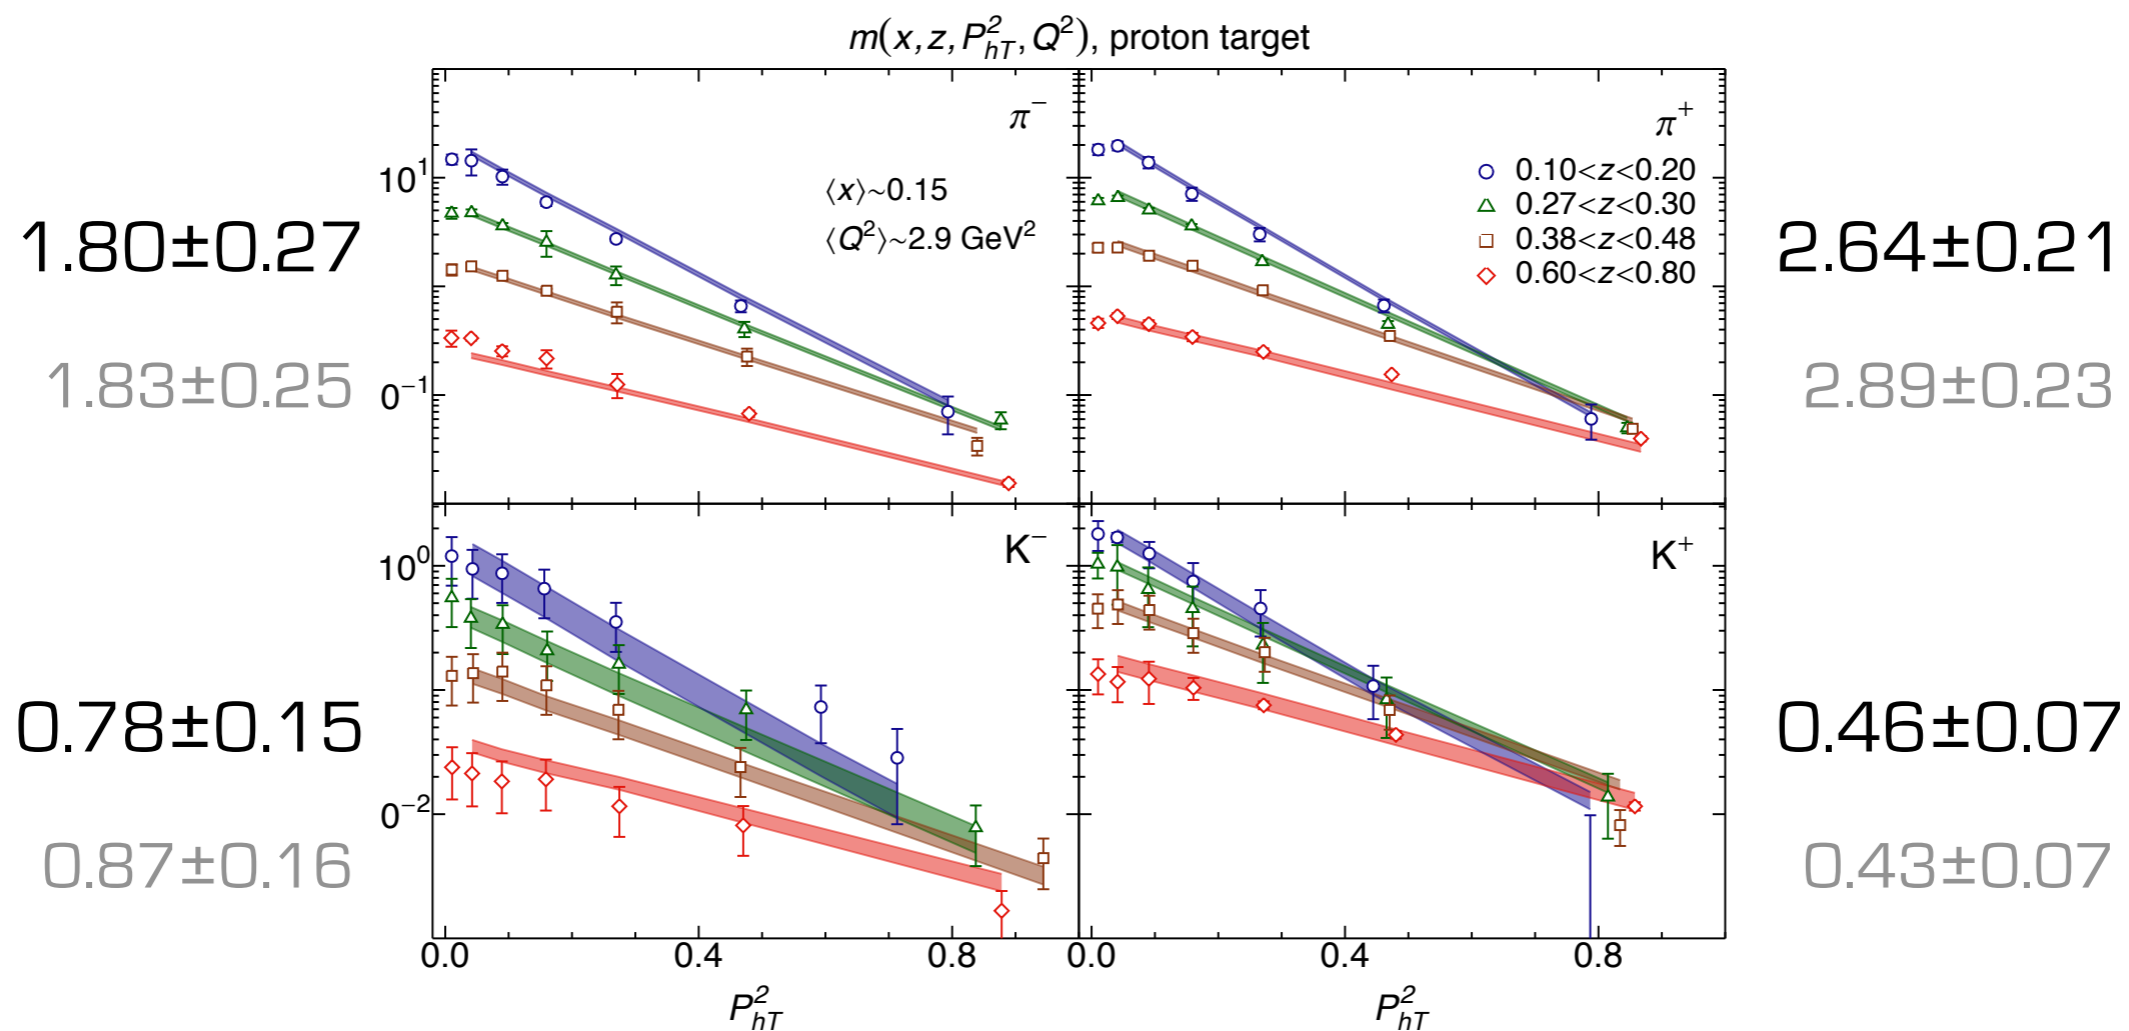 m(x, z, P²hT, Q²), proton target
π⁻
π⁺
⟨x⟩~0.15
⟨Q²⟩~2.9 GeV²
0.10<z<0.20
0.27<z<0.30
0.38<z<0.48
0.60<z<0.80
10¹
10⁻¹
1.80±0.27
1.83±0.25
2.64±0.21
2.89±0.23
K⁻
K⁺
10⁰
10⁻²
0.78±0.15
0.87±0.16
0.46±0.07
0.43±0.07
0.0 0.4 0.8 0.0 0.4 0.8
P²hT P²hT